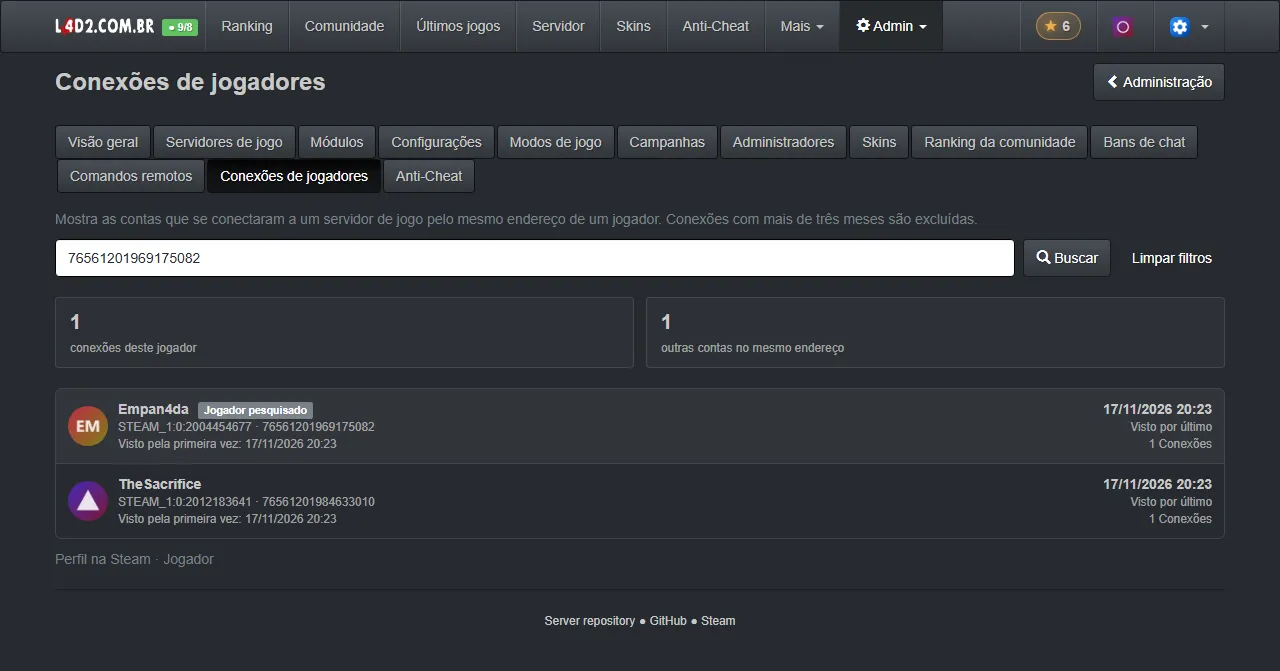 L4D2.COM.BR ● 9/8 Ranking Comunidade Últimos jogos Servidor Skins Anti-Cheat Mais Admin 6
Conexões de jogadores
Administração
Visão geral Servidores de jogo Módulos Configurações Modos de jogo Campanhas Administradores Skins Ranking da comunidade Bans de chat
Comandos remotos Conexões de jogadores Anti-Cheat
Mostra as contas que se conectaram a um servidor de jogo pelo mesmo endereço de um jogador. Conexões com mais de três meses são excluídas.
76561201969175082 Buscar Limpar filtros
1
conexões deste jogador
1
outras contas no mesmo endereço
EM
Empan4da Jogador pesquisado
STEAM_1:0:2004454677 · 76561201969175082
Visto pela primeira vez: 17/11/2026 20:23
17/11/2026 20:23
Visto por último
1 Conexões
TheSacrifice
STEAM_1:0:2012183641 · 76561201984633010
Visto pela primeira vez: 17/11/2026 20:23
17/11/2026 20:23
Visto por último
1 Conexões
Perfil na Steam · Jogador
Server repository ● GitHub ● Steam